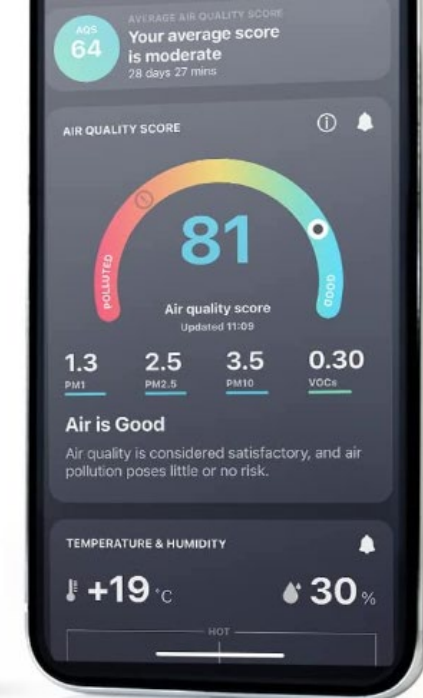 AVERAGE AIR QUALITY SCORE
AQS
64
Your average score
is moderate
28 days 27 mins
AIR QUALITY SCORE
81
POLLUTED
GOOD
Air quality score
Updated 11:09
1.3
PM1
2.5
PM2.5
3.5
PM10
0.30
VOCs
Air is Good
Air quality is considered satisfactory, and air
pollution poses little or no risk.
TEMPERATURE & HUMIDITY
+19 °C
30 %
HOT